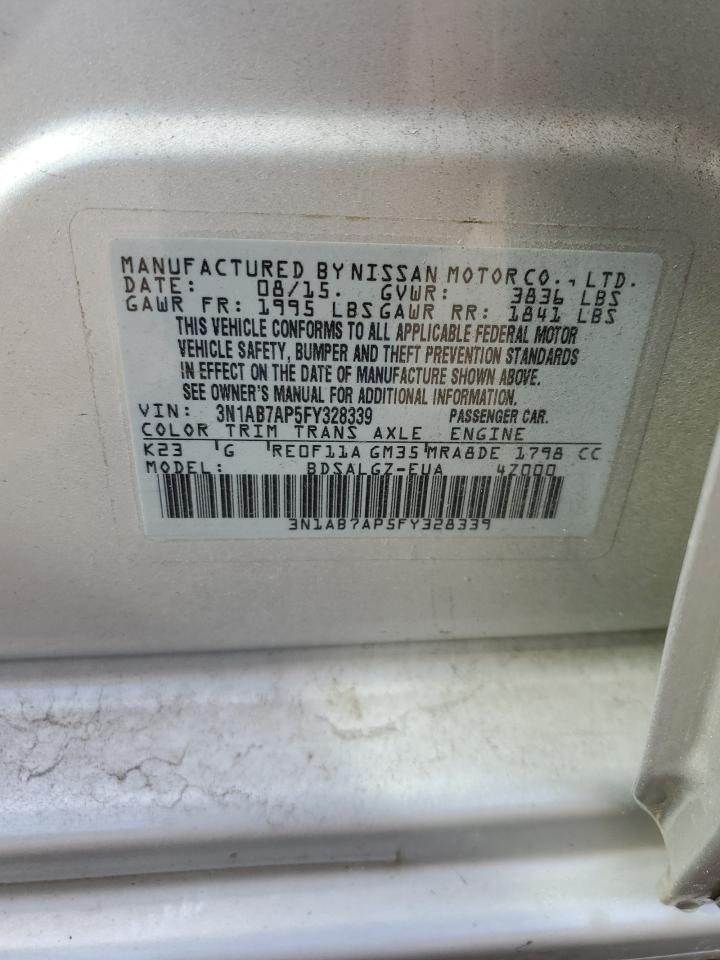 MANUFACTURED BY NISSAN MOTOR CO., LTD.
DATE: 08/15. GVWR: 3836 LBS
GAWR FR: 1995 LBS GAWR RR: 1841 LBS
THIS VEHICLE CONFORMS TO ALL APPLICABLE FEDERAL MOTOR
VEHICLE SAFETY, BUMPER AND THEFT PREVENTION STANDARDS
IN EFFECT ON THE DATE OF MANUFACTURE SHOWN ABOVE.
SEE OWNER'S MANUAL FOR ADDITIONAL INFORMATION.
VIN: 3N1AB7AP5FY328339 PASSENGER CAR.
COLOR TRIM TRANS AXLE ENGINE
K23 G RE0F11A GM35 MRA8DE 1798 CC
MODEL: BDSALGZ-EUA 4Z000
3N1AB7AP5FY328339